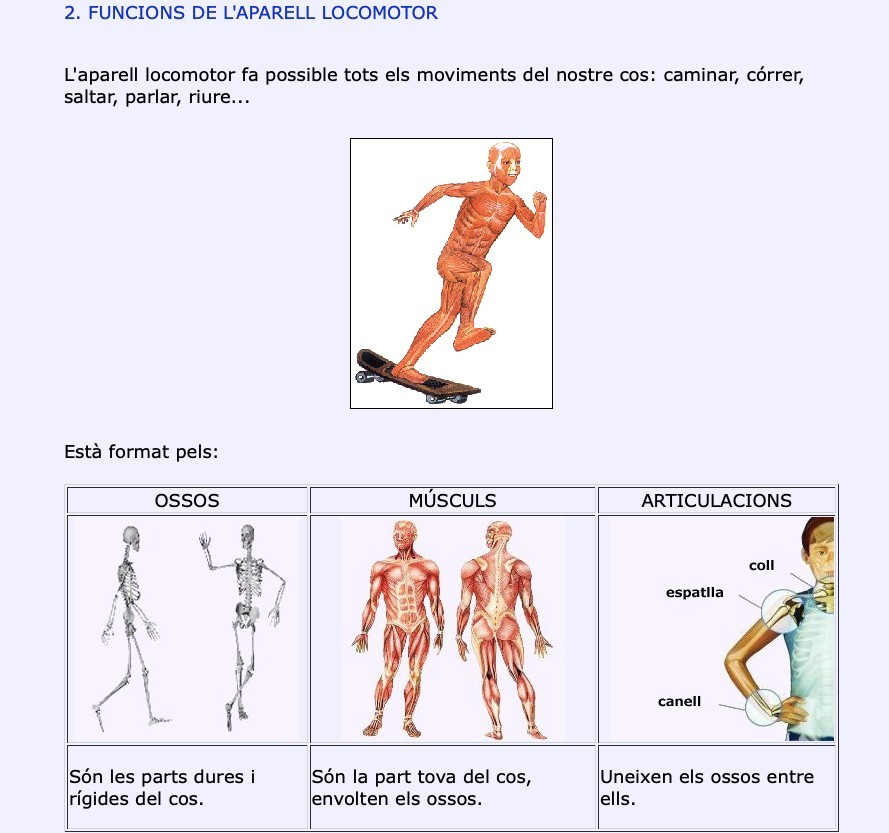 2. FUNCIONS DE L'APARELL LOCOMOTOR
L'aparell locomotor fa possible tots els moviments del nostre cos: caminar, córrer,
saltar, parlar, riure...
Està format pels:
OSSOS
MÚSCULS
ARTICULACIONS
coll
espatlla
canell
Són les parts dures i
rígides del cos.
Són la part tova del cos,
envolten els ossos.
Uneixen els ossos entre
ells.